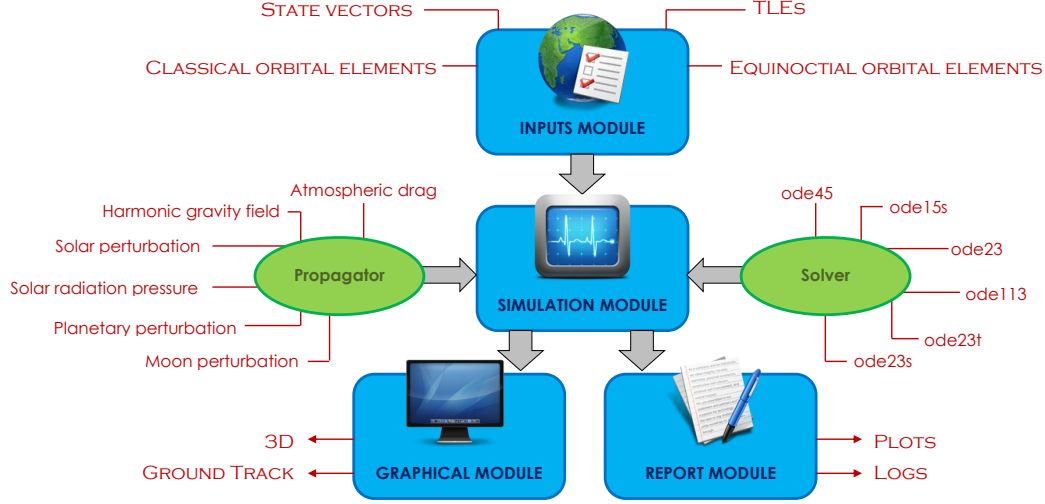 STATE VECTORS
TLES
CLASSICAL ORBITAL ELEMENTS
EQUINOCTIAL ORBITAL ELEMENTS
INPUTS MODULE
Atmospheric drag
Harmonic gravity field
Solar perturbation
Solar radiation pressure
Planetary perturbation
Moon perturbation
Propagator
SIMULATION MODULE
Solver
ode45
ode15s
ode23
ode113
ode23t
ode23s
3D
GROUND TRACK
GRAPHICAL MODULE
REPORT MODULE
PLOTS
LOGS